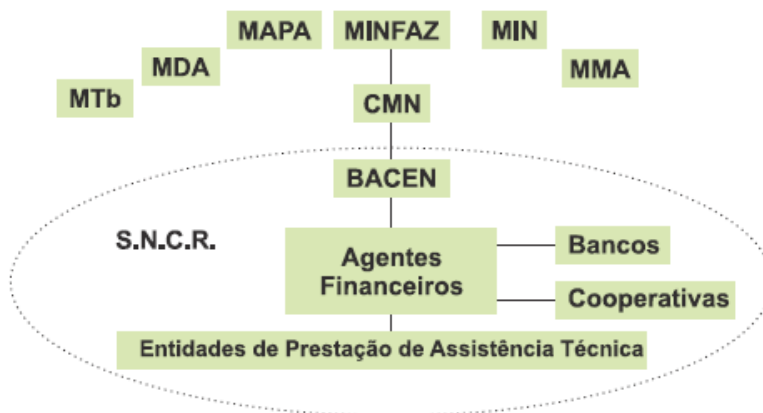 MAPA MINFAZ MIN
MDA MMA
MTb CMN
BACEN
S.N.C.R.
Agentes
Financeiros
Bancos
Cooperativas
Entidades de Prestação de Assistência Técnica